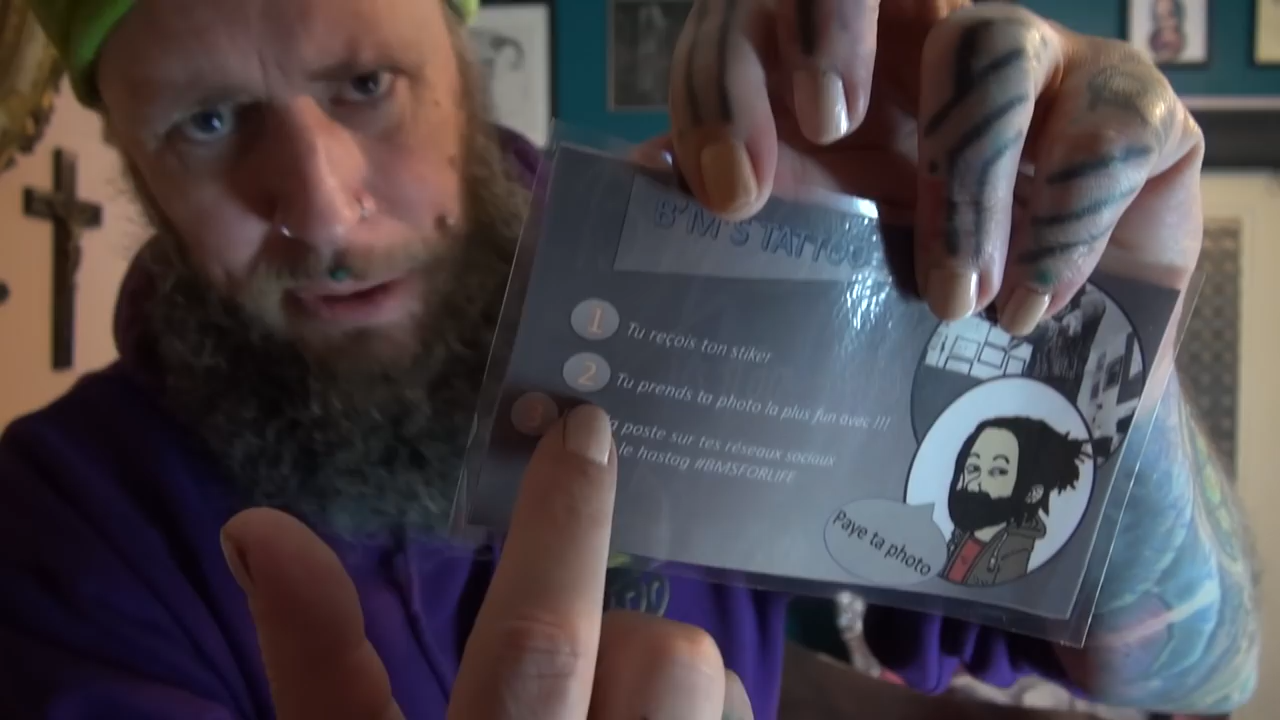 B'M'S TATTOO
1 Tu reçois ton stiker
2 Tu prends ta photo la plus fun avec !!!
3 poste sur tes réseaux sociaux
le hastag #BMSFORLIFE
Paye ta photo